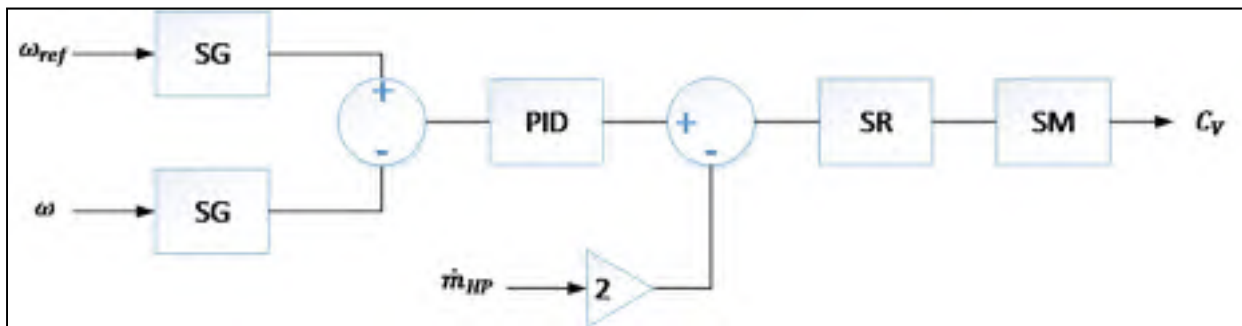 ω_ref
SG
+
-
PID
+
-
SR
SM
C_V
ω
SG
ṁ_HP
2